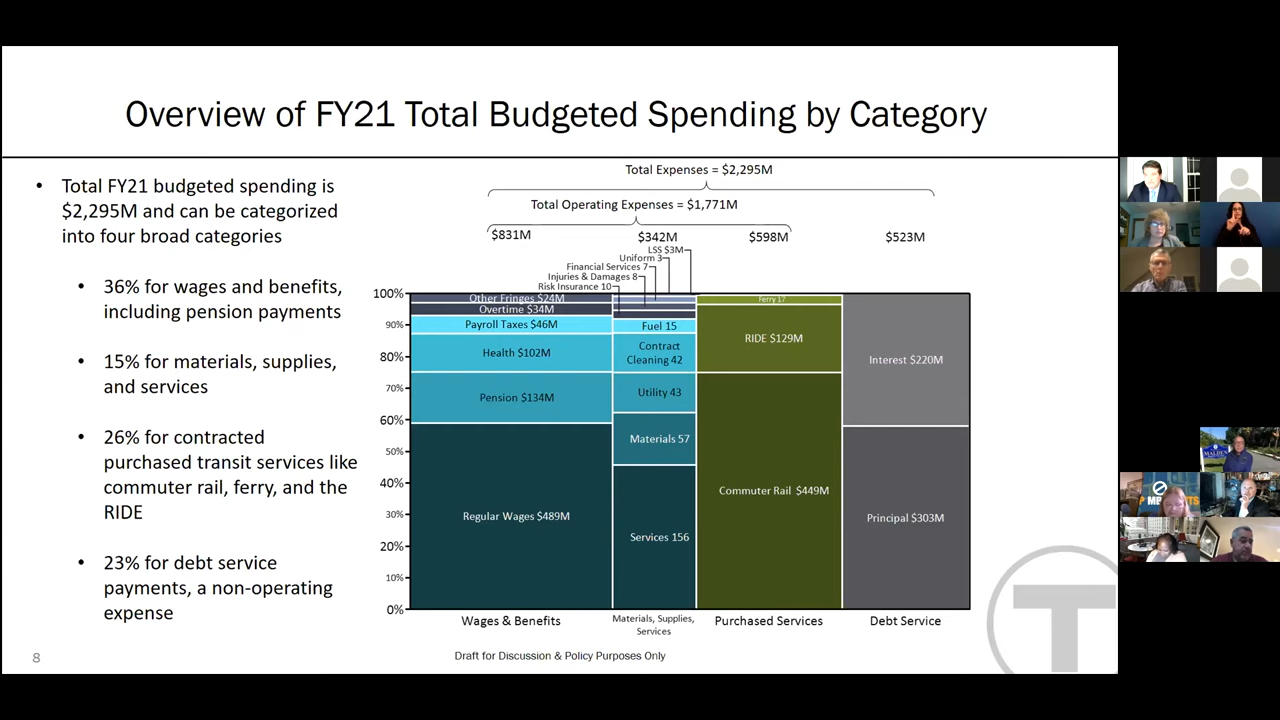 Overview of FY21 Total Budgeted Spending by Category
• Total FY21 budgeted spending is
$2,295M and can be categorized
into four broad categories
• 36% for wages and benefits,
including pension payments
• 15% for materials, supplies,
and services
• 26% for contracted
purchased transit services like
commuter rail, ferry, and the
RIDE
• 23% for debt service
payments, a non-operating
expense
Total Expenses = $2,295M
Total Operating Expenses = $1,771M
$831M
$342M
$598M
$523M
LSS $3M
Uniform 3
Financial Services 7
Injuries & Damages 8
Risk Insurance 10
100%
90%
80%
70%
60%
50%
40%
30%
20%
10%
0%
Other Fringes $24M
Overtime $34M
Payroll Taxes $46M
Health $102M
Pension $134M
Regular Wages $489M
Fuel 15
Contract
Cleaning 42
Utility 43
Materials 57
Services 156
Ferry 17
RIDE $129M
Commuter Rail $449M
Interest $220M
Principal $303M
Wages & Benefits
Materials, Supplies,
Services
Purchased Services
Debt Service
Draft for Discussion & Policy Purposes Only
8
T
MALDEN